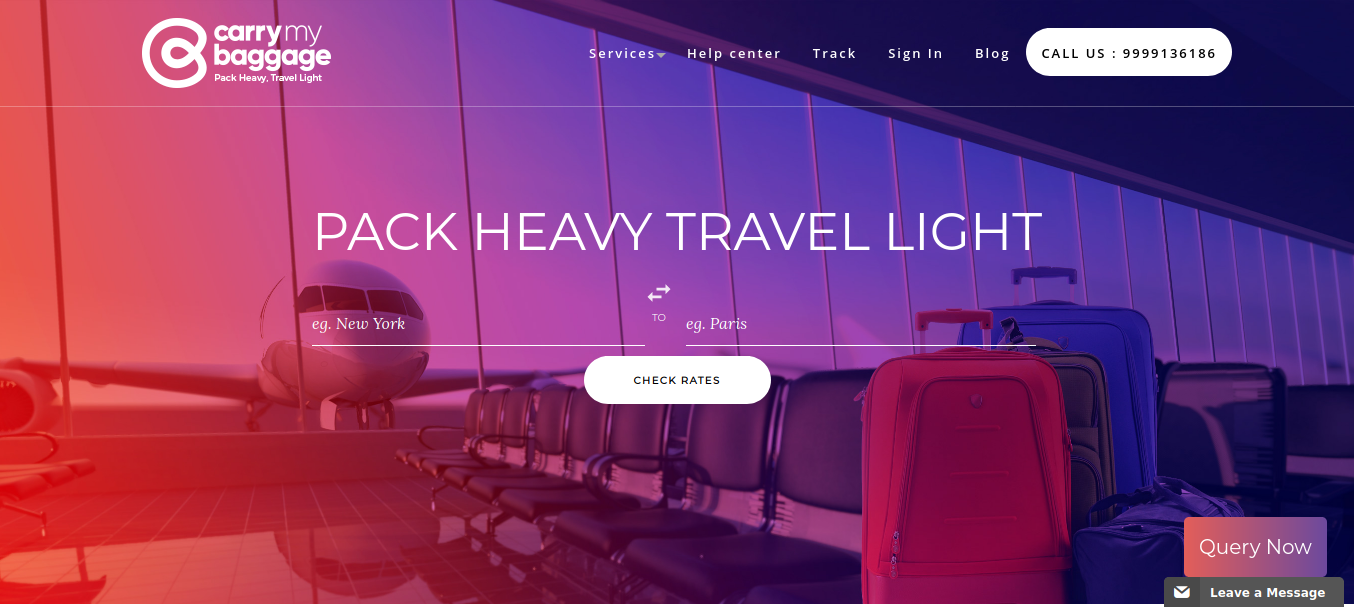 carry my
baggage
Pack Heavy, Travel Light
Services
Help center
Track
Sign In
Blog
CALL US : 9999136186
PACK HEAVY TRAVEL LIGHT
eg. New York
TO
eg. Paris
CHECK RATES
Query Now
Leave a Message